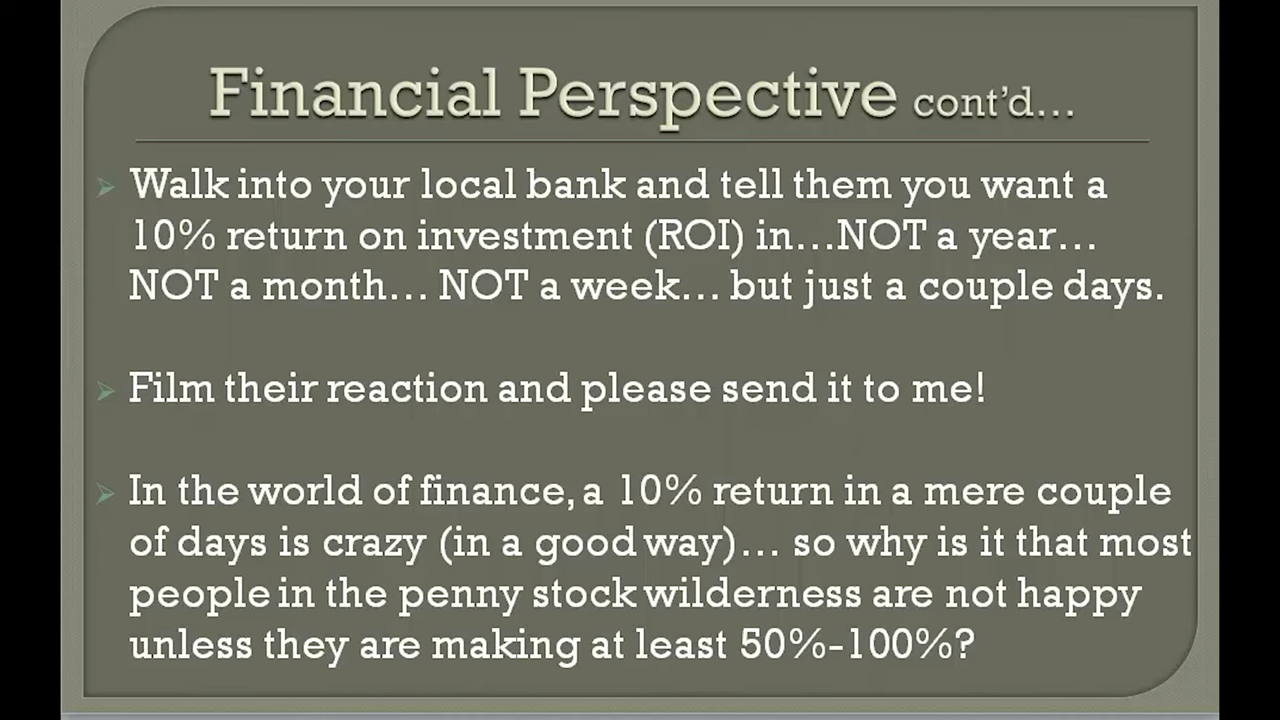 Financial Perspective cont’d…
Walk into your local bank and tell them you want a
10% return on investment (ROI) in…NOT a year…
NOT a month… NOT a week… but just a couple days.
Film their reaction and please send it to me!
In the world of finance, a 10% return in a mere couple
of days is crazy (in a good way)… so why is it that most
people in the penny stock wilderness are not happy
unless they are making at least 50%-100%?